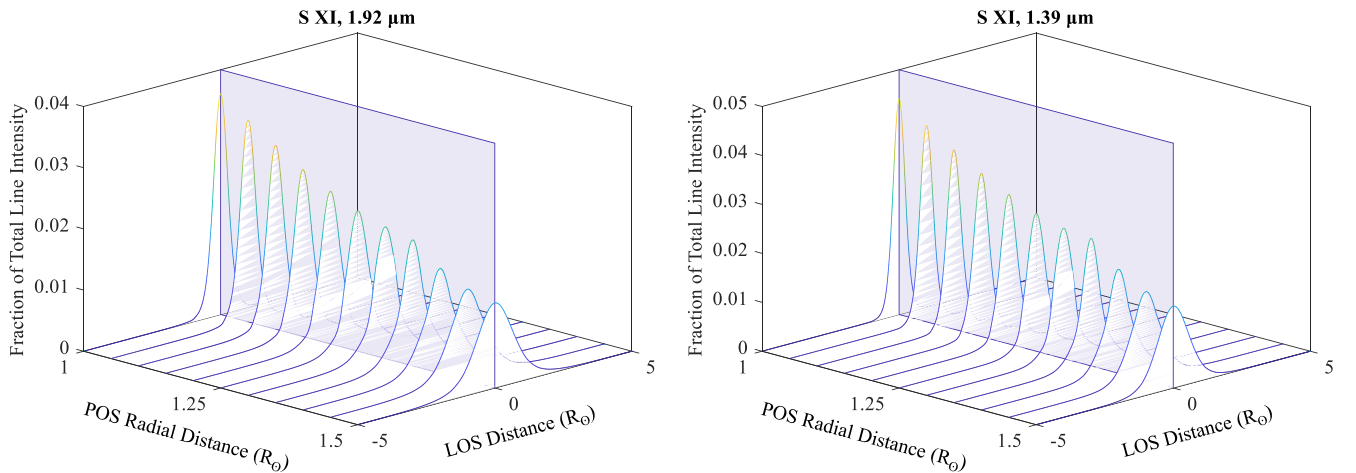 S XI, 1.92 μm
Fraction of Total Line Intensity
0.04
0.03
0.02
0.01
0
1
1.25
1.5
POS Radial Distance (R☉)
-5
0
5
LOS Distance (R☉)
S XI, 1.39 μm
Fraction of Total Line Intensity
0.05
0.04
0.03
0.02
0.01
0
1
1.25
1.5
POS Radial Distance (R☉)
-5
0
5
LOS Distance (R☉)